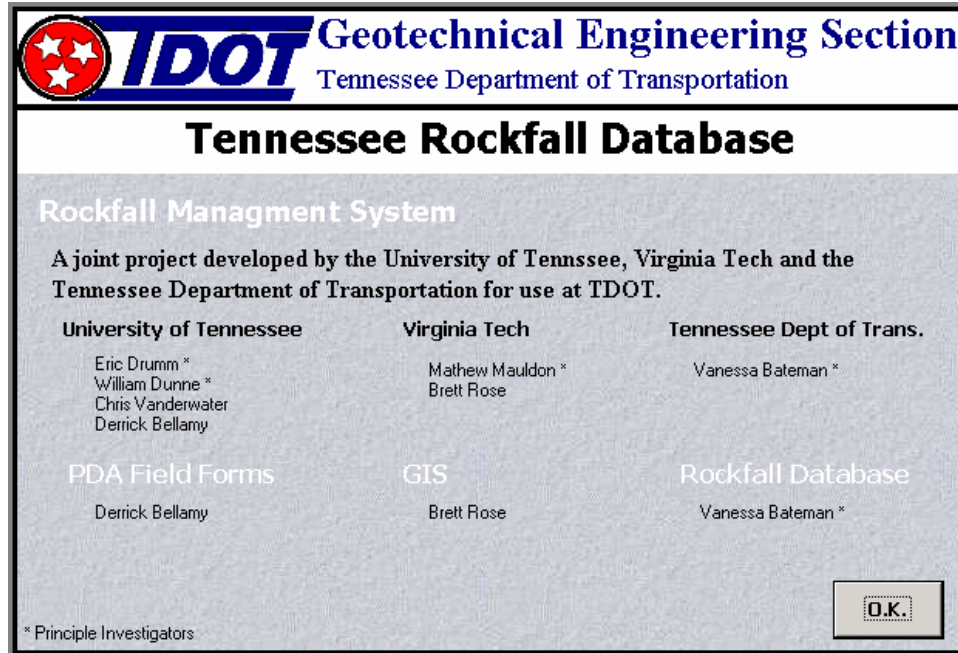 TDOT Geotechnical Engineering Section
Tennessee Department of Transportation
Tennessee Rockfall Database
Rockfall Managment System
A joint project developed by the University of Tennssee, Virginia Tech and the
Tennessee Department of Transportation for use at TDOT.
University of Tennessee
Eric Drumm *
William Dunne *
Chris Vanderwater
Derrick Bellamy
Virginia Tech
Mathew Mauldon *
Brett Rose
Tennessee Dept of Trans.
Vanessa Bateman *
PDA Field Forms
Derrick Bellamy
GIS
Brett Rose
Rockfall Database
Vanessa Bateman *
* Principle Investigators
O.K.